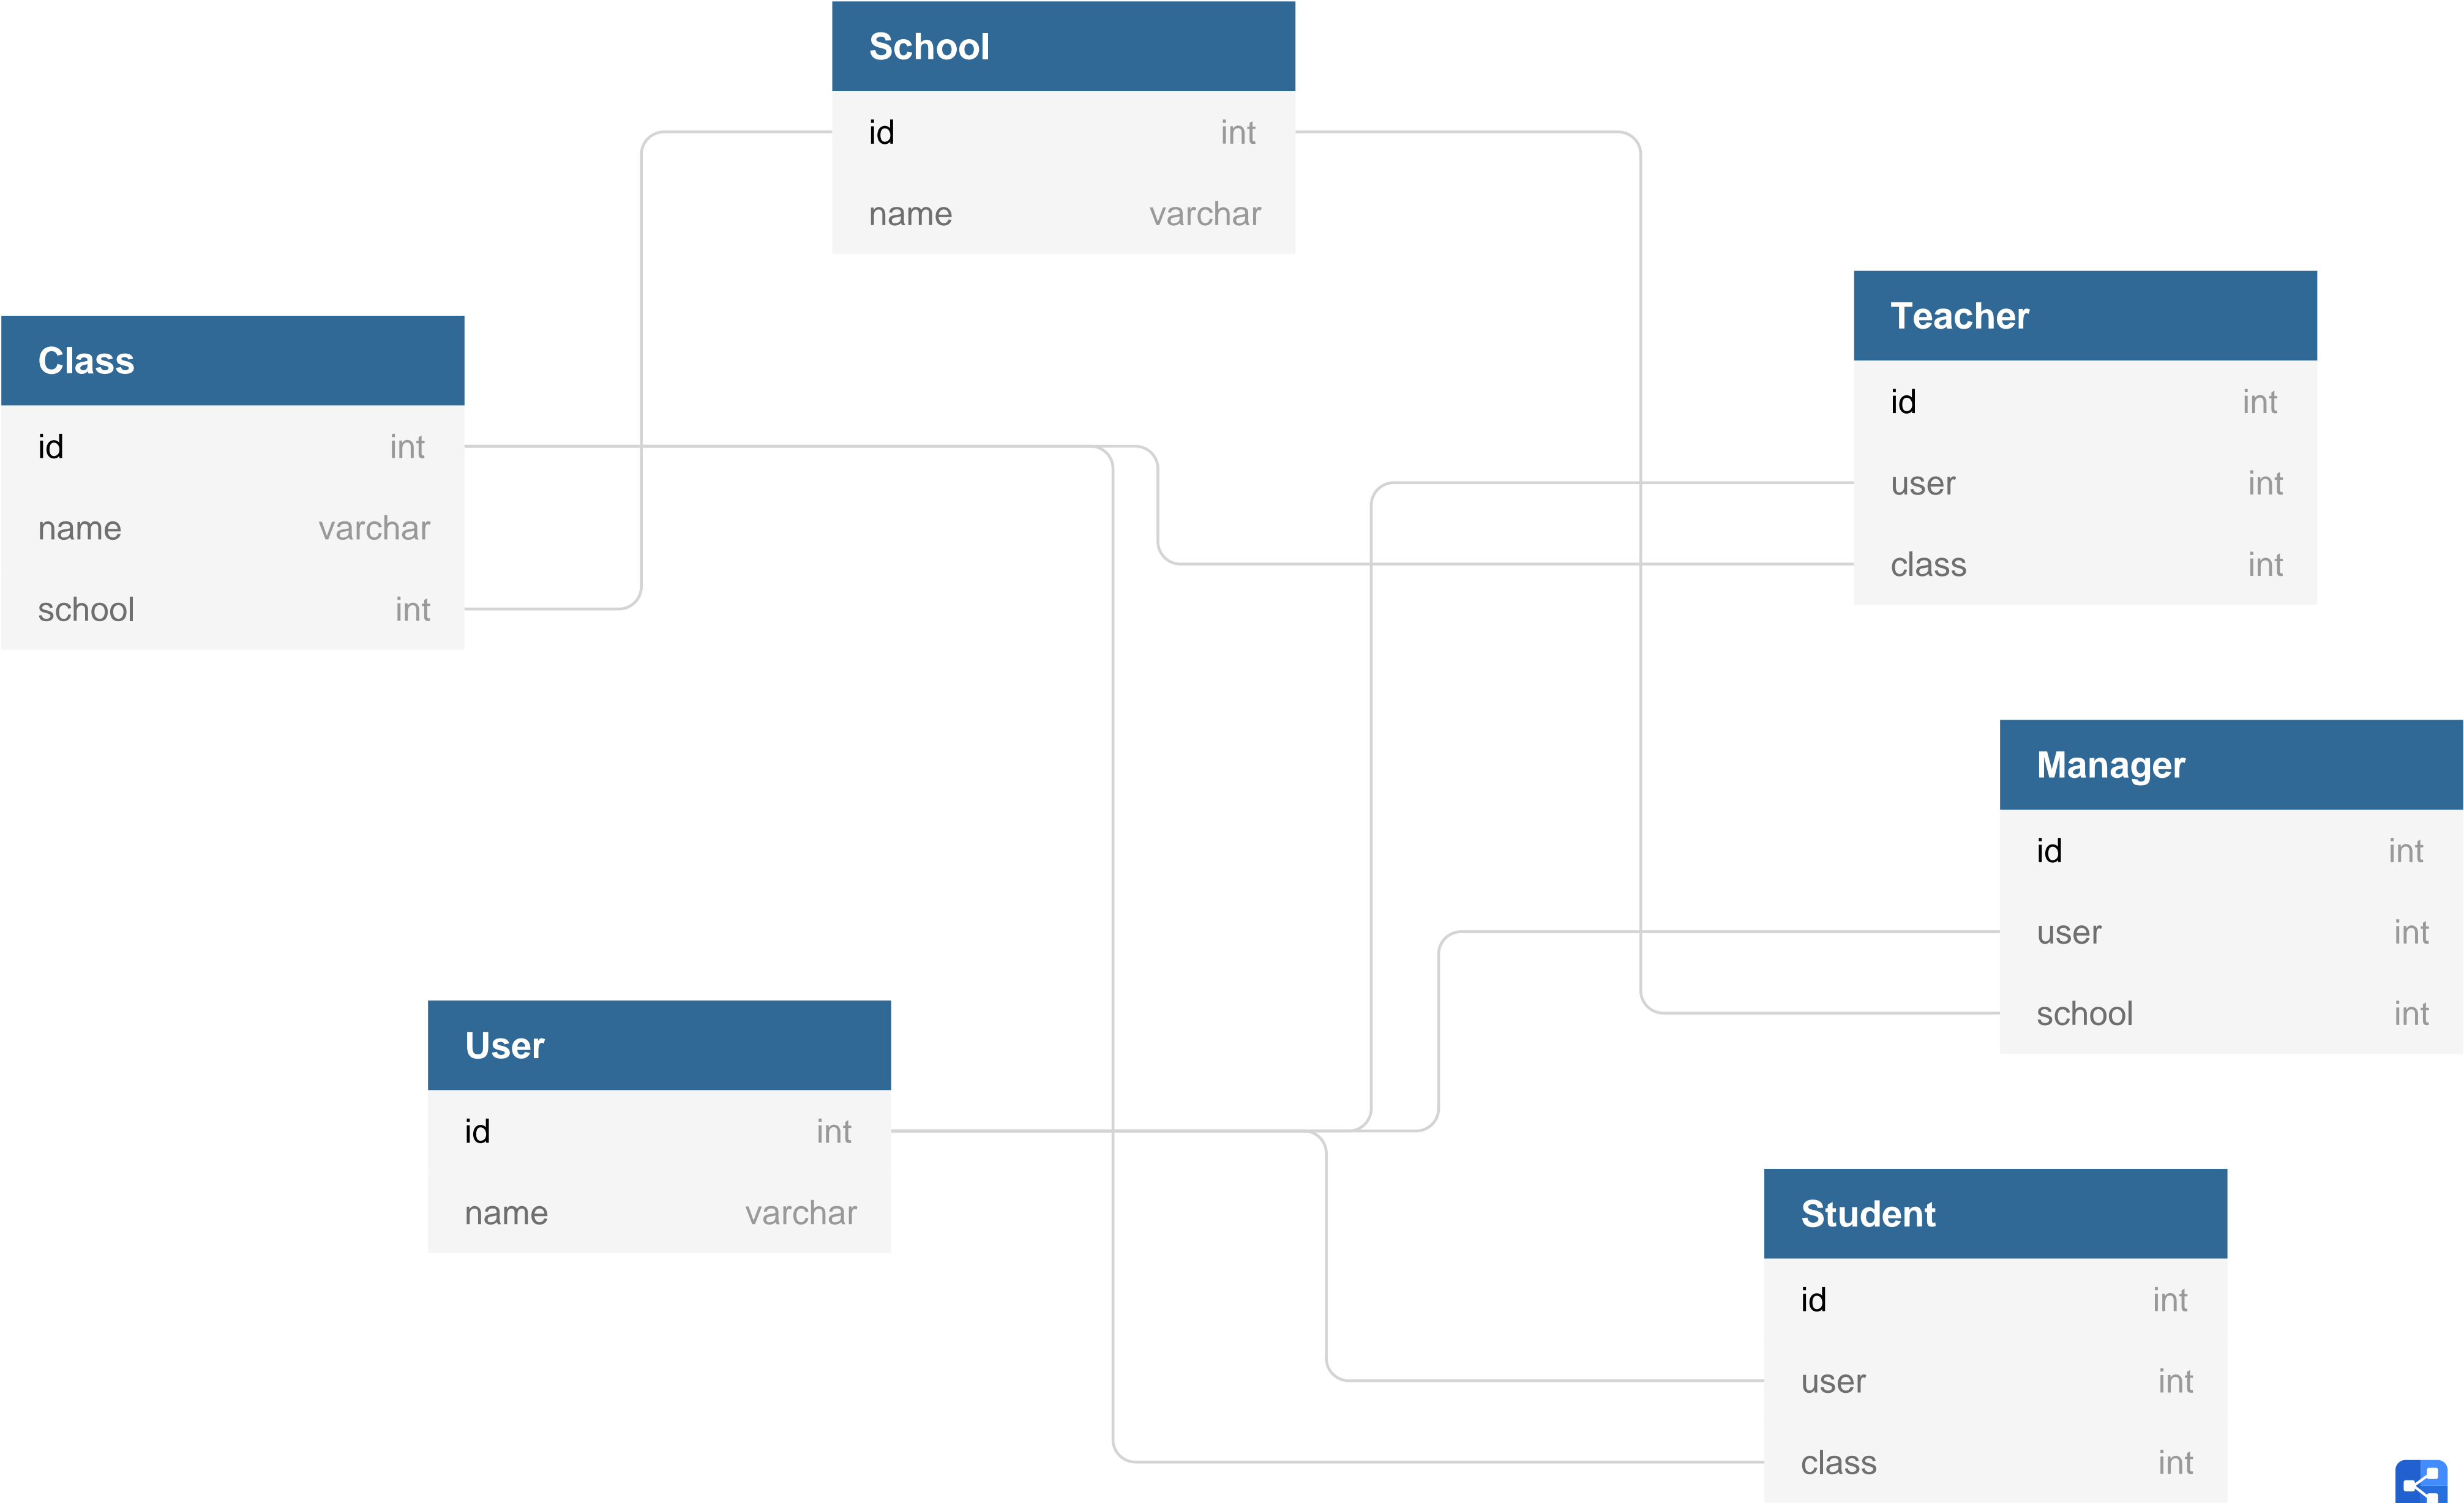 School
id int
name varchar
Class
id int
name varchar
school int
Teacher
id int
user int
class int
Manager
id int
user int
school int
User
id int
name varchar
Student
id int
user int
class int